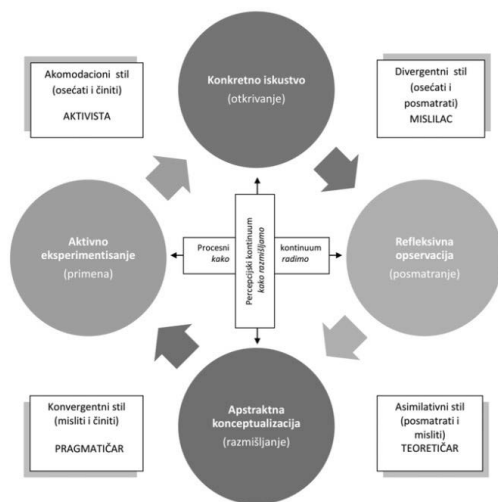 Akomodacioni stil
(osećati i činiti)
AKTIVISTA
Konkretno iskustvo
(otkrivanje)
Divergentni stil
(osećati i
posmatrati)
MISLILAC
Aktivno
eksperimentisanje
(primena)
Procesni
kako
Percepcijski kontinuum
kako razmišljamo
kontinuum
radimo
Refleksivna
opservacija
(posmatranje)
Konvergentni stil
(misliti i činiti)
PRAGMATIČAR
Apstraktna
konceptualizacija
(razmišljanje)
Asimilativni stil
(posmatrati i
misliti)
TEORETIČAR